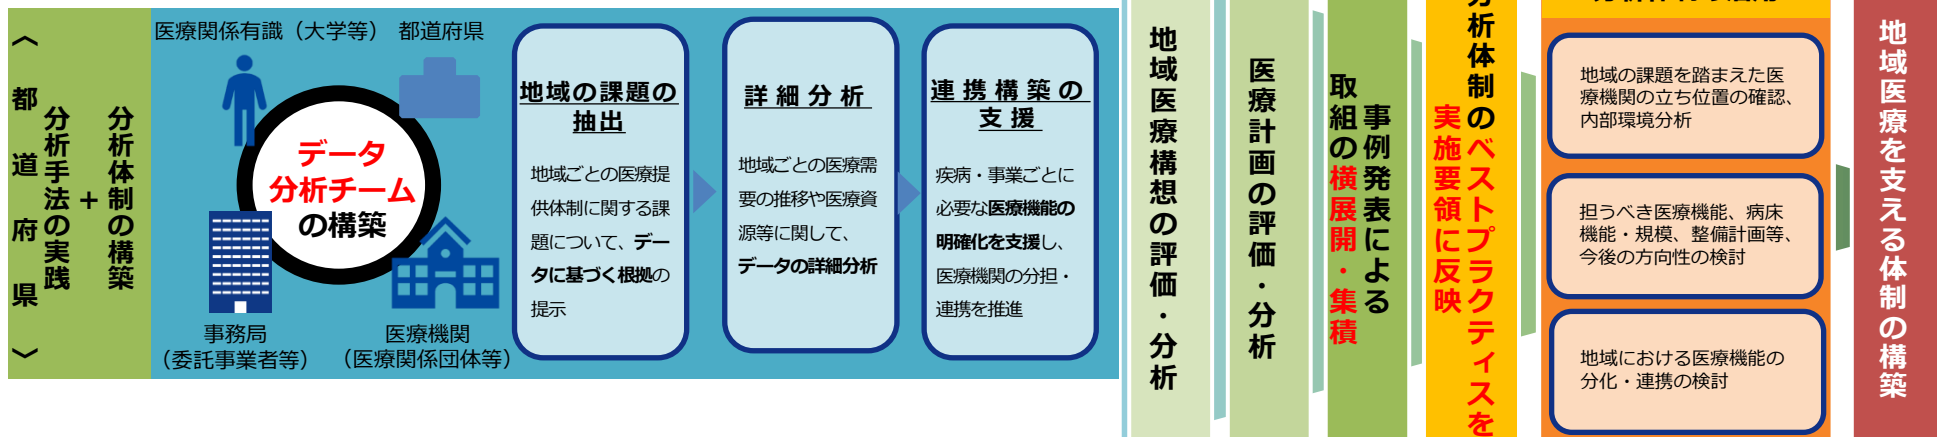 〈都道府県〉
分析体制の構築
＋
分析手法の実践
医療関係有識（大学等）
都道府県
データ
分析チーム
の構築
事務局
（委託事業者等）
医療機関
（医療関係団体等）
地域の課題の
抽出
地域ごとの医療提
供体制に関する課
題について、デー
タに基づく根拠の
提示
詳細分析
地域ごとの医療需
要の推移や医療資
源等に関して、
データの詳細分析
連携構築の
支援
疾病・事業ごとに
必要な医療機能の
明確化を支援し、
医療機関の分担・
連携を推進
地域医療構想の評価・分析
医療計画の評価・分析
事例発表による
取組の横展開・集積
分析体制のベストプラクティスを
実施要領に反映
地域の課題を踏まえた医
療機関の立ち位置の確認、
内部環境分析
担うべき医療機能、病床
機能・規模、整備計画等、
今後の方向性の検討
地域における医療機能の
分化・連携の検討
地域医療を支える体制の構築